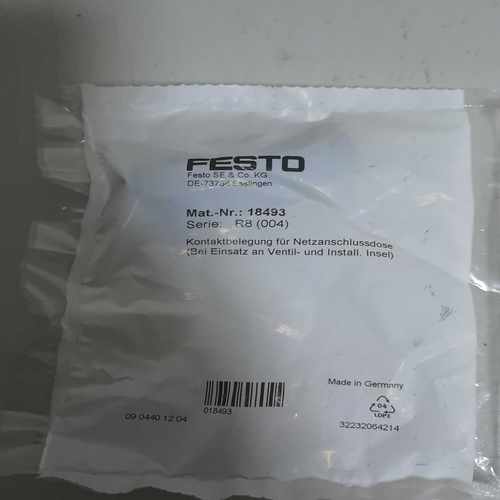 FESTO
Festo SE & Co. KG
DE-73734 Esslingen
Mat.-Nr.: 18493
Serie: R8 (004)
Kontaktbelegung für Netzanschlussdose
(Bei Einsatz an Ventil- und Install. Insel)
Made in Germany
018493
04
LDPE
09 0440 12 04
32232064214